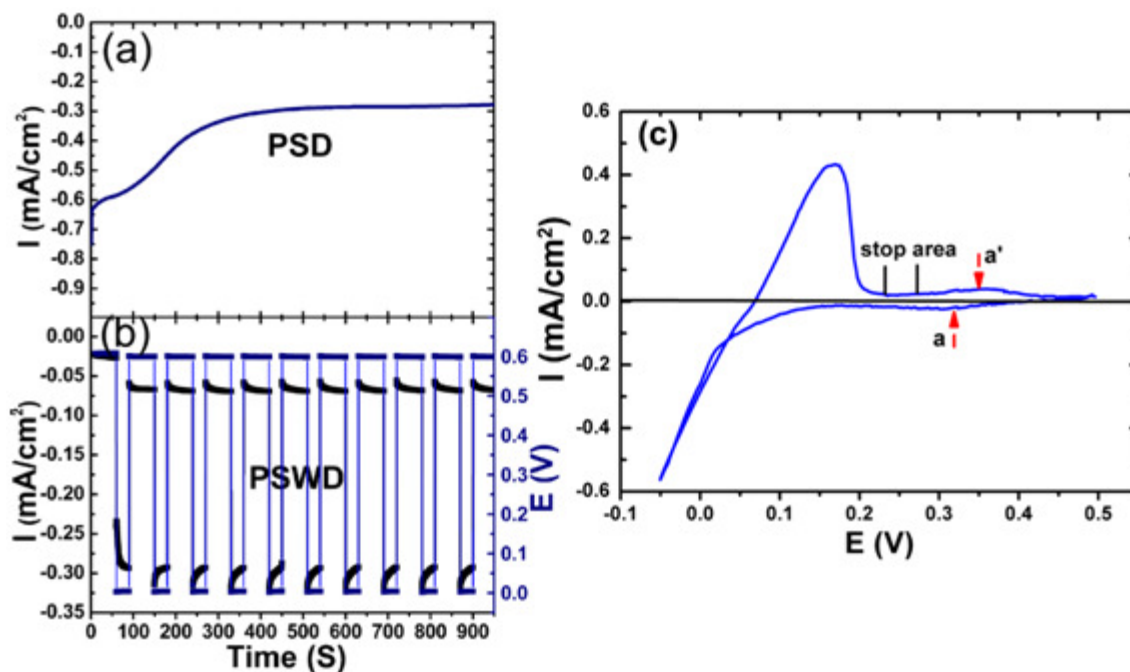 (a)
0.0
-0.1
-0.2
-0.3
-0.4
-0.5
-0.6
-0.7
-0.8
-0.9
I (mA/cm²)
PSD
(b)
0.00
-0.05
-0.10
-0.15
-0.20
-0.25
-0.30
-0.35
I (mA/cm²)
PSWD
0.6
0.5
0.4
0.3
0.2
0.1
0.0
E (V)
0 100 200 300 400 500 600 700 800 900
Time (S)
(c)
0.6
0.4
0.2
0.0
-0.2
-0.4
-0.6
I (mA/cm²)
stop area
a'
a
-0.1 0.0 0.1 0.2 0.3 0.4 0.5
E (V)